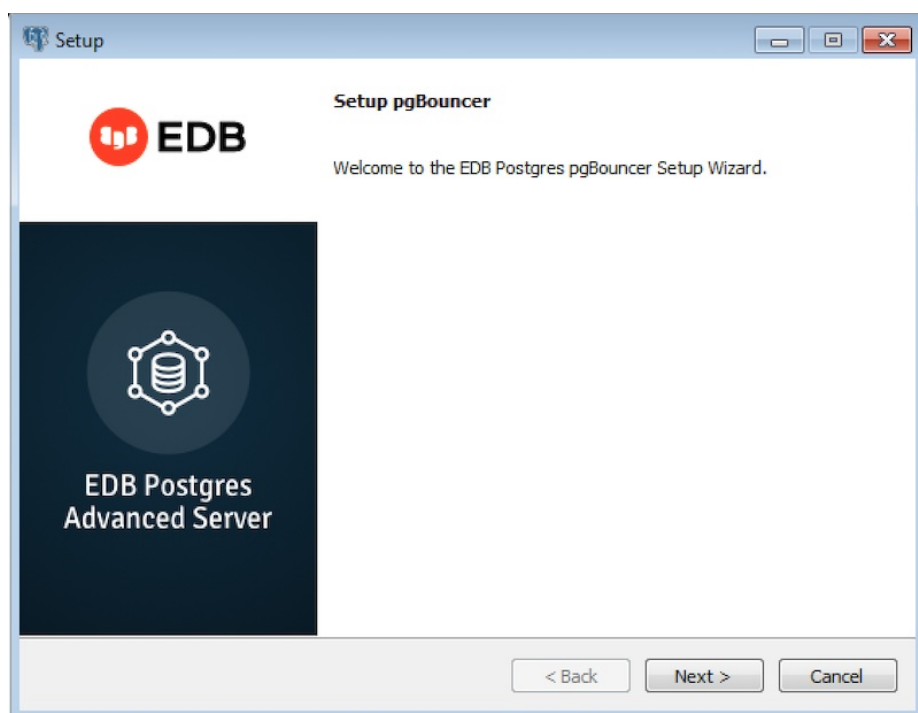 Setup
EDB
Setup pgBouncer
Welcome to the EDB Postgres pgBouncer Setup Wizard.
EDB Postgres
Advanced Server
< Back
Next >
Cancel